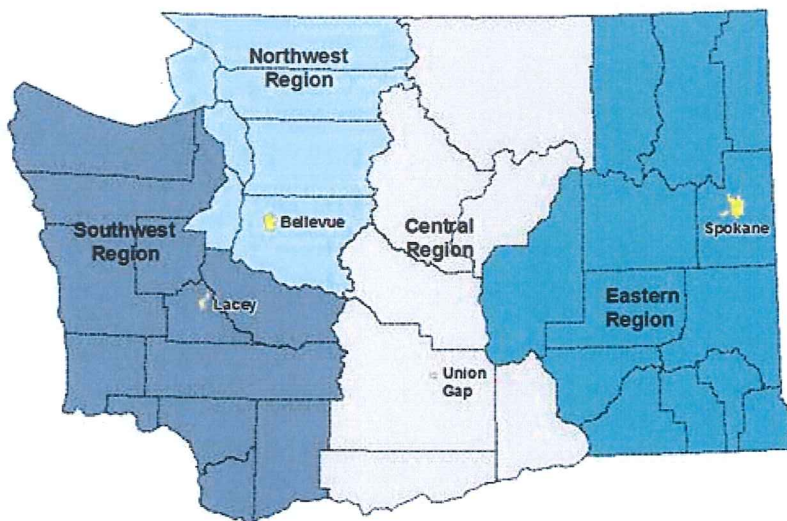 Northwest
Region
Bellevue
Southwest
Region
Lacey
Central
Region
Union
Gap
Spokane
Eastern
Region